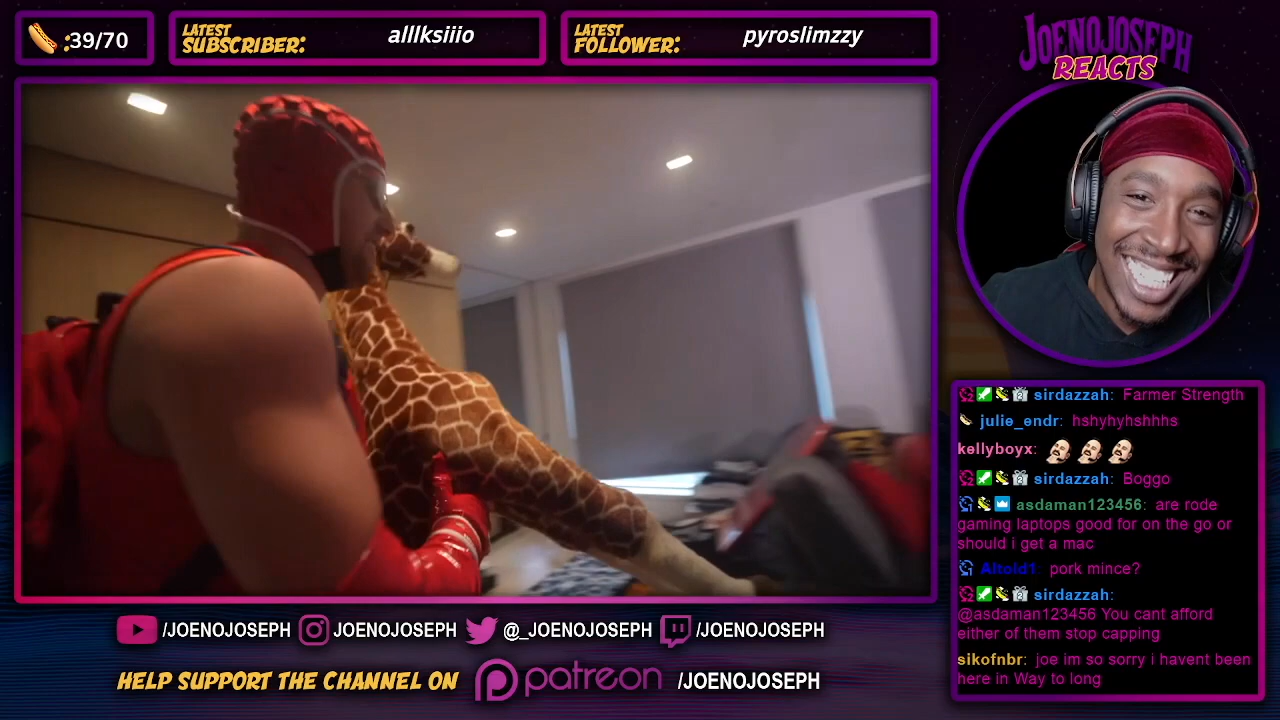 :39/70
LATEST
SUBSCRIBER:
alllksiiio
LATEST
FOLLOWER:
pyroslimzzy
JOENOJOSEPH
REACTS
sirdazzah: Farmer Strength
julie_endr: hshyhyhshhhs
kellyboyx:
sirdazzah: Boggo
asdaman123456: are rode
gaming laptops good for on the go or
should i get a mac
Altold1: pork mince?
sirdazzah:
@asdaman123456 You cant afford
either of them stop capping
sikofnbr: joe im so sorry i havent been
here in Way to long
/JOENOJOSEPH JOENOJOSEPH @_JOENOJOSEPH /JOENOJOSEPH
HELP SUPPORT THE CHANNEL ON patreon /JOENOJOSEPH